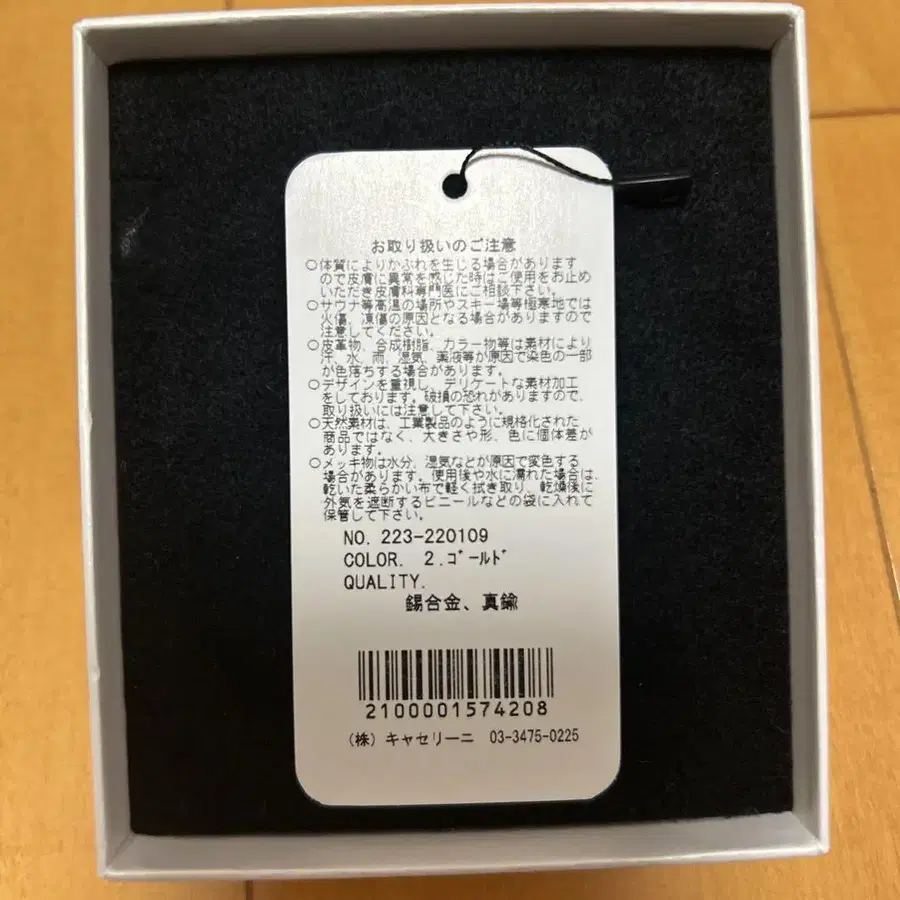 お取り扱いのご注意
○体質によりかぶれを生じる場合があります
ので皮膚に異常を感じた時はご使用をお止め
いただき皮膚科専門医にご相談下さい。
○サウナ等高温の場所やスキー場等極寒地では
火傷、凍傷の原因となる場合がありますので
注意してください。
○皮革物、合成樹脂、カラー物等は素材により
汗、水、雨、湿気、薬液等が原因で染色の一部
が色落ちする場合があります。
○デザインを重視し、デリケートな素材加工
をしております。破損の恐れがありますので、
取り扱いには注意して下さい。
○天然素材は、工業製品のように規格化された
商品ではなく、大きさや形、色に個体差が
あります。
○メッキ物は水分、湿気などが原因で変色する
場合があります。使用後や水に濡れた場合は、
乾いた柔らかい布で軽く拭き取り、乾燥後に
外気を遮断するビニールなどの袋に入れて
保管して下さい。
NO. 223-220109
COLOR. 2.ゴールド
QUALITY.
錫合金、真鍮
2100001574208
(株) キャセリーニ 03-3475-0225